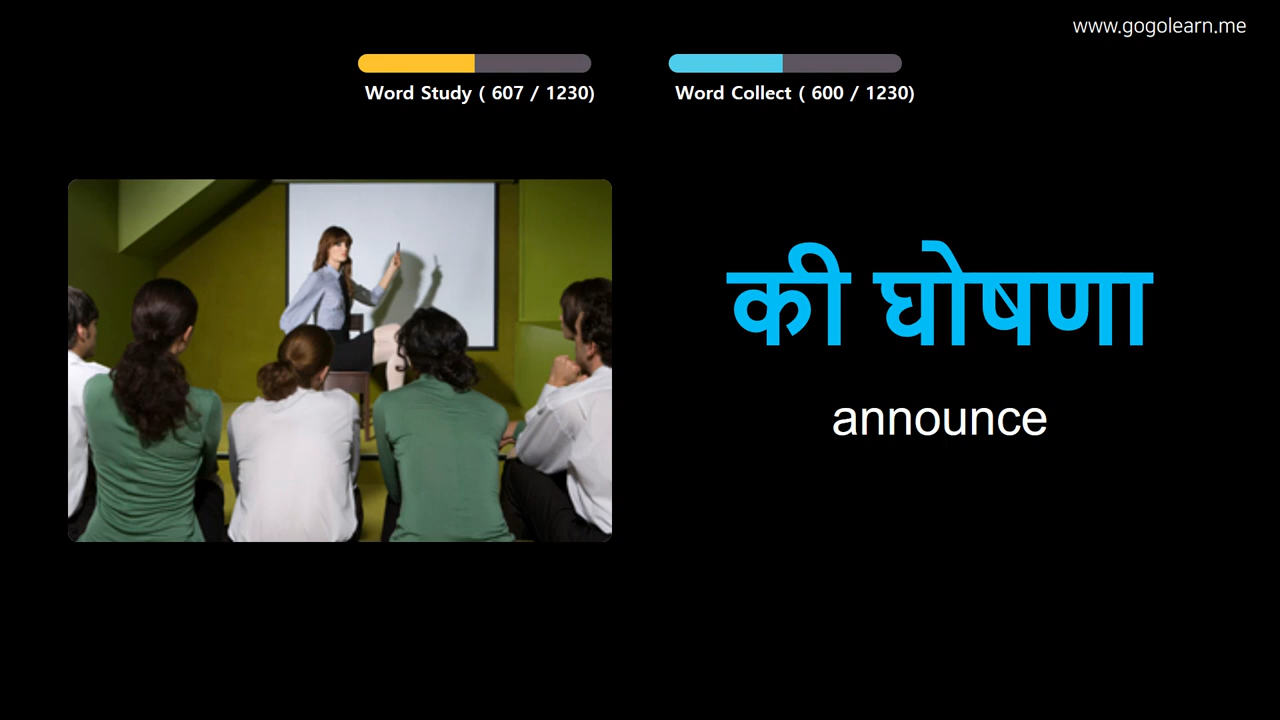 www.gogolearn.me
Word Study ( 607 / 1230)
Word Collect ( 600 / 1230)
की घोषणा
announce